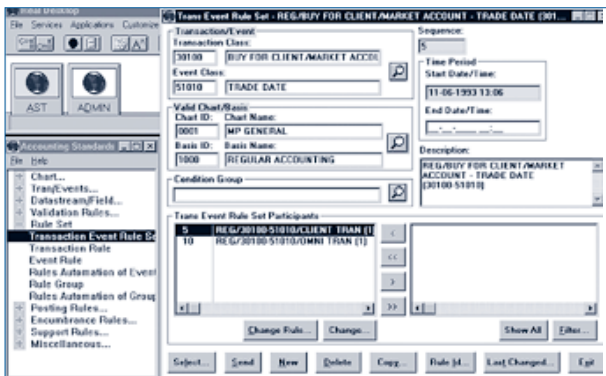 Initial Desktop
File Services Applications Customize
AST
ADMIN
Accounting Standards
File Help
Chart...
Tran/Events...
Datastream/Field...
Validation Rules...
Rule Set
Transaction Event Rule Se
Transaction Rule
Event Rule
Rules Automation of Event
Rule Group
Rules Automation of Group
Posting Rules...
Encumbrance Rules...
Support Rules...
Miscellaneous...
Trans Event Rule Set - REG/BUY FOR CLIENT/MARKET ACCOUNT - TRADE DATE (301...
Transaction/Event
Transaction Class:
30100 BUY FOR CLIENT/MARKET ACCOU
Event Class:
51010 TRADE DATE
Sequence:
5
Time Period
Start Date/Time:
11-06-1993 13:06
End Date/Time:
Valid Chart/Basis
Chart ID: Chart Name:
0001 MP GENERAL
Basis ID: Basis Name:
1000 REGULAR ACCOUNTING
Description:
REG/BUY FOR CLIENT/MARKET
ACCOUNT - TRADE DATE
(30100-51010)
Condition Group
Trans Event Rule Set Participants
5 REG/30100-51010/CLIENT TRAN (1)
10 REG/30100-51010/OMNI TRAN (1)
<
<<
>
>>
Change Rule... Change... Show All Filter...
Select... Send New Delete Copy... Rule Id... Last Changed... Exit